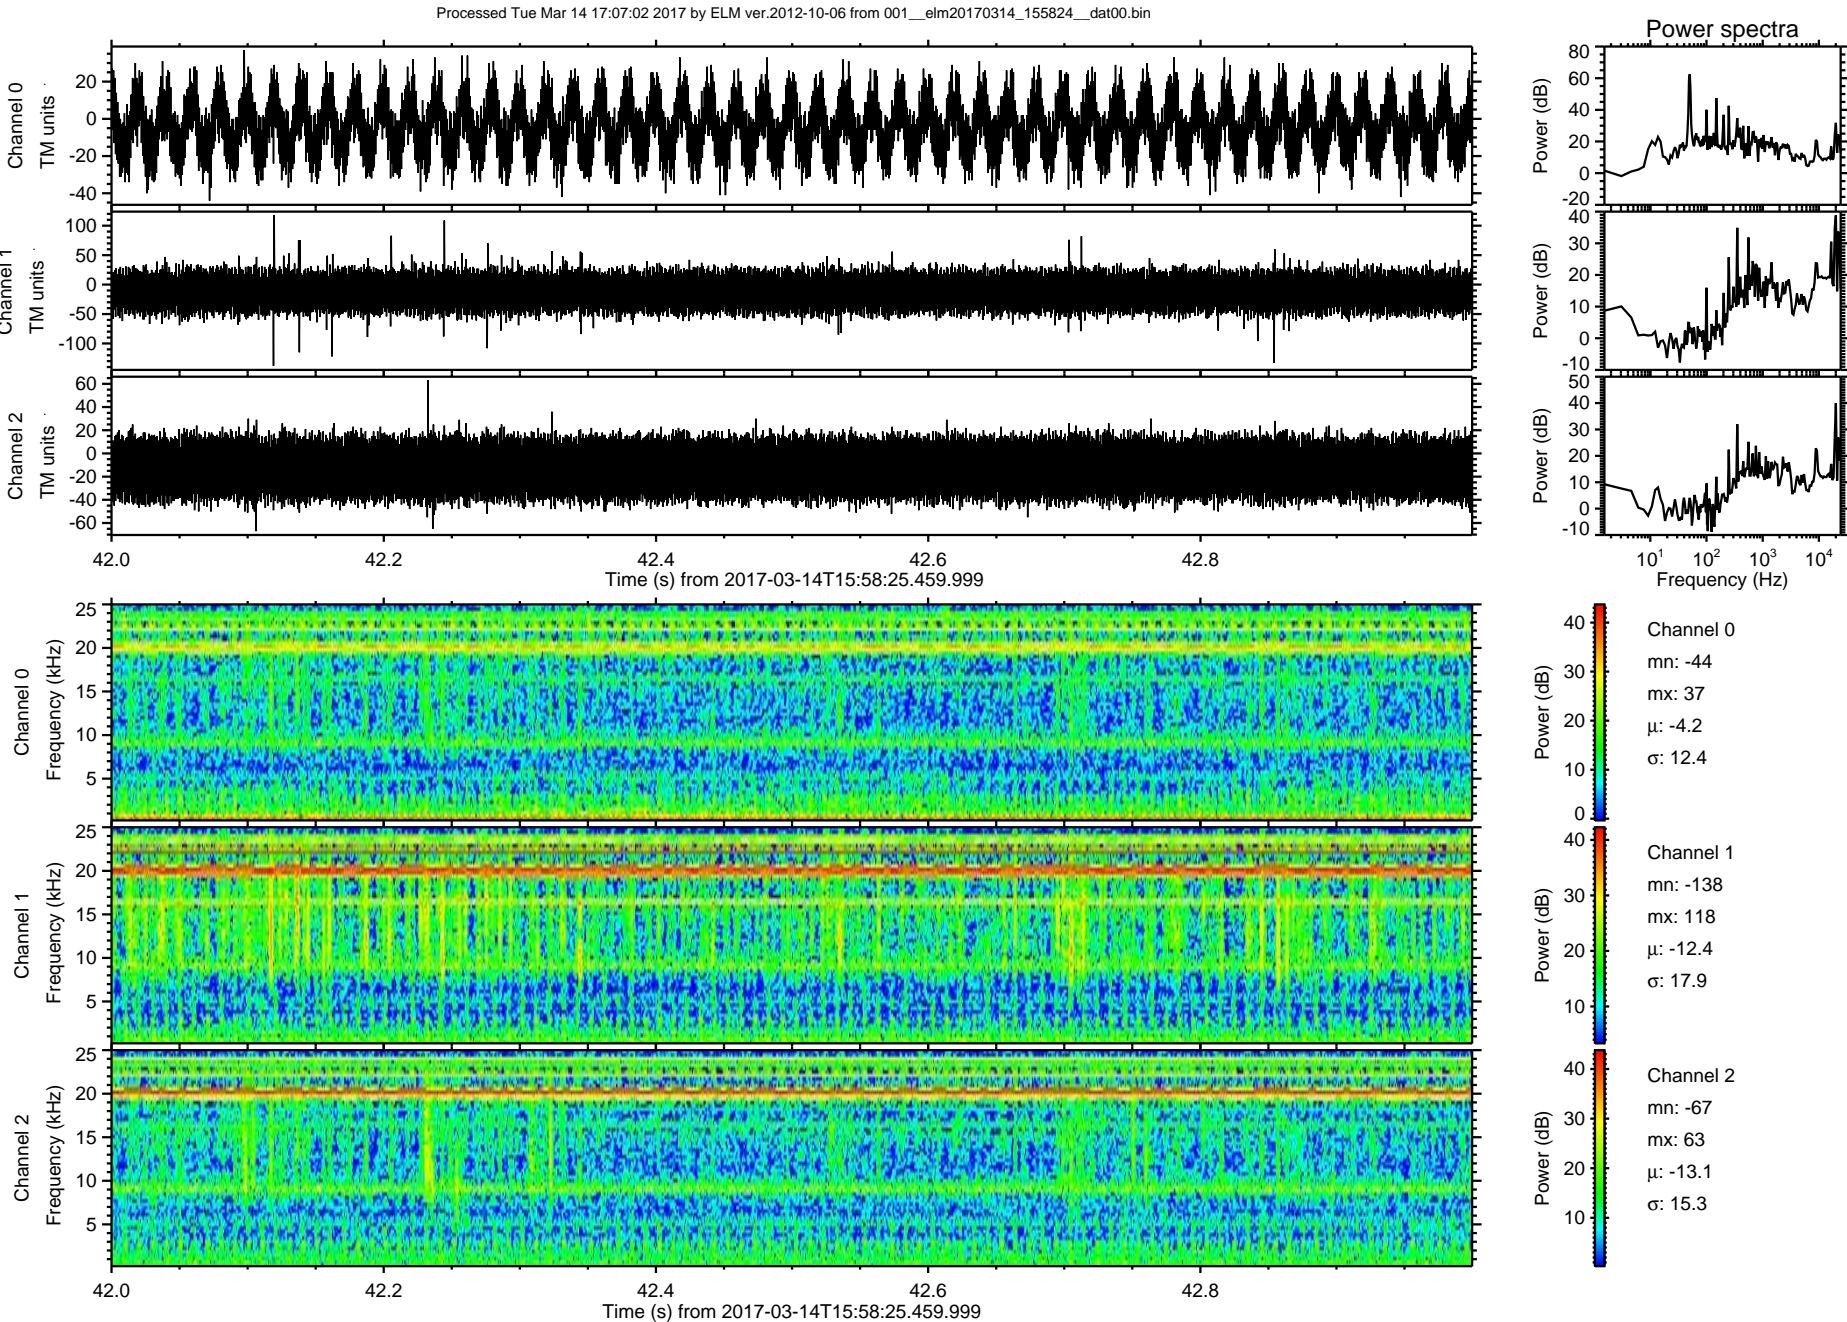 Processed Tue Mar 14 17:07:02 2017 by ELM ver.2012-10-06 from 001__elm20170314_155824__dat00.bin
Power spectra
Channel 0
TM units
20
0
-20
-40
Power (dB)
80
60
40
20
0
-20
Channel 1
TM units
100
50
0
-50
-100
Power (dB)
40
30
20
10
0
-10
Channel 2
TM units
60
40
20
0
-20
-40
-60
Power (dB)
50
40
30
20
10
0
-10
42.0 42.2 42.4 42.6 42.8
Time (s) from 2017-03-14T15:58:25.459.999
10^1 10^2 10^3 10^4
Frequency (Hz)
Channel 0
Frequency (kHz)
25
20
15
10
5
Power (dB)
40
30
20
10
0
Channel 0
mn: -44
mx: 37
μ: -4.2
σ: 12.4
Channel 1
Frequency (kHz)
25
20
15
10
5
Power (dB)
40
30
20
10
Channel 1
mn: -138
mx: 118
μ: -12.4
σ: 17.9
Channel 2
Frequency (kHz)
25
20
15
10
5
Power (dB)
40
30
20
10
Channel 2
mn: -67
mx: 63
μ: -13.1
σ: 15.3
42.0 42.2 42.4 42.6 42.8
Time (s) from 2017-03-14T15:58:25.459.999